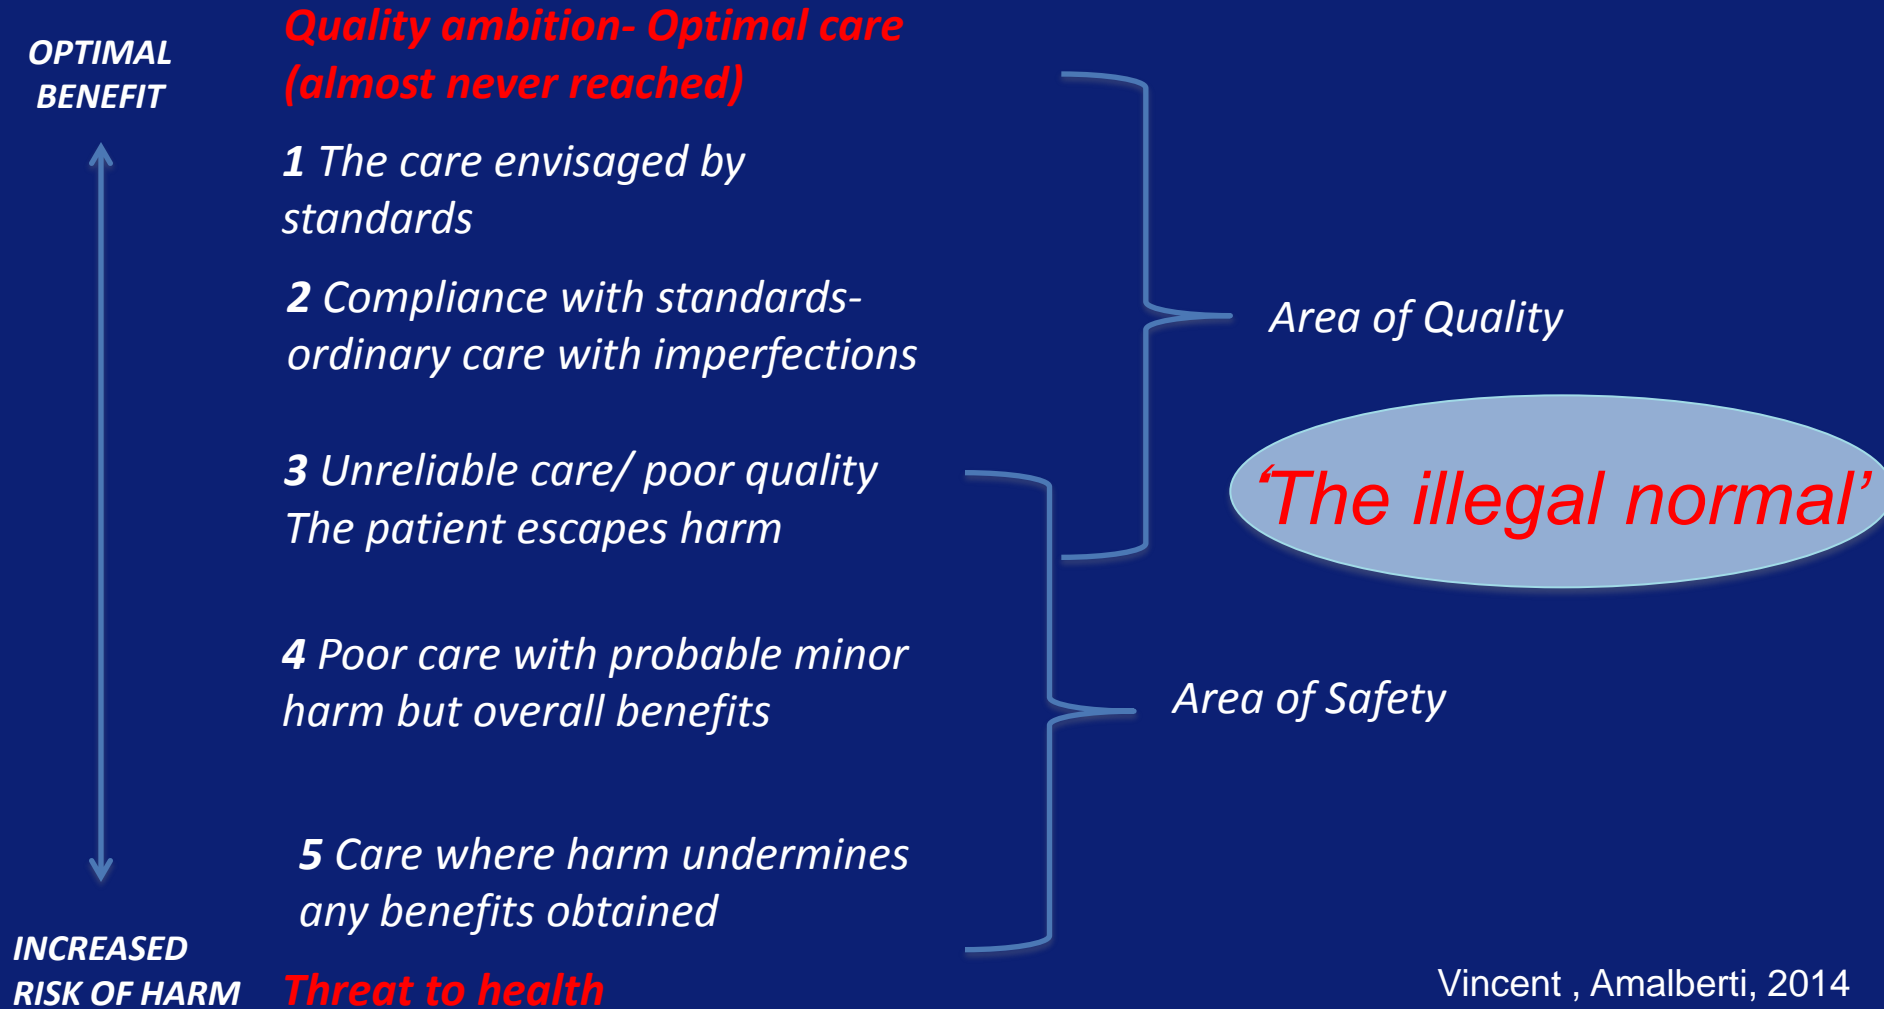 OPTIMAL
BENEFIT
Quality ambition- Optimal care
(almost never reached)
1 The care envisaged by
standards
2 Compliance with standards-
ordinary care with imperfections
Area of Quality
3 Unreliable care/ poor quality
The patient escapes harm
‘The illegal normal’
4 Poor care with probable minor
harm but overall benefits
Area of Safety
5 Care where harm undermines
any benefits obtained
INCREASED
RISK OF HARM
Threat to health
Vincent , Amalberti, 2014